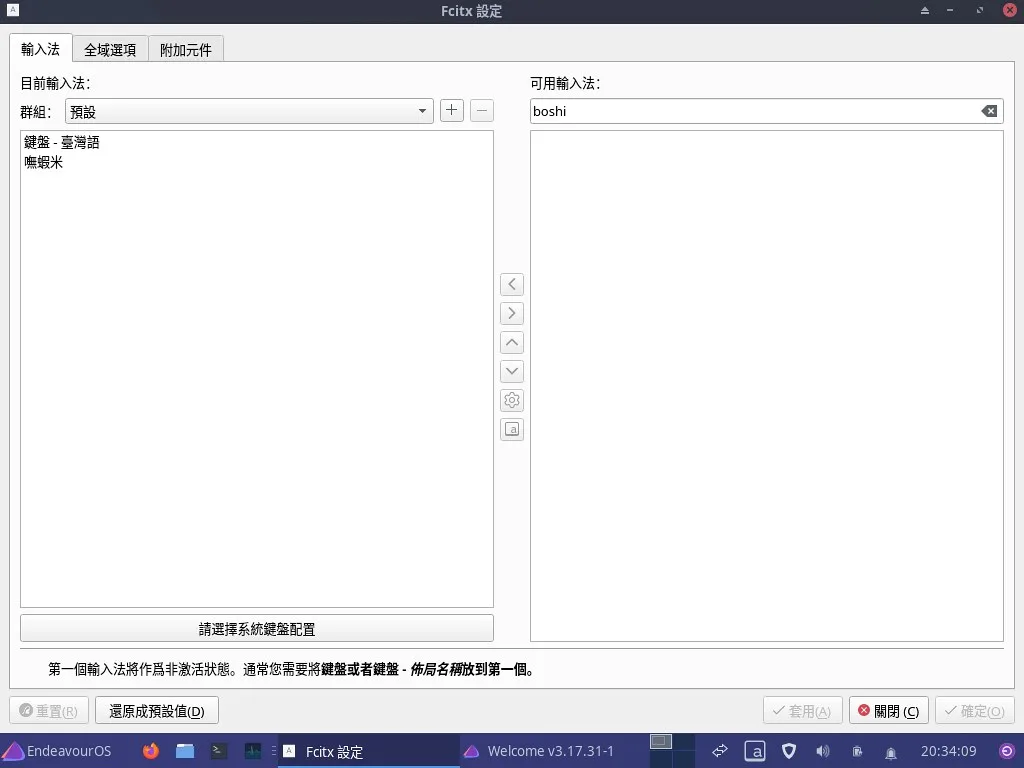 Fcitx 設定
輸入法
全域選項
附加元件
目前輸入法：
可用輸入法：
群組：
預設
boshi
鍵盤 - 臺灣語
嘸蝦米
請選擇系統鍵盤配置
第一個輸入法將作爲非激活狀態。通常您需要將鍵盤或者鍵盤 - 佈局名稱放到第一個。
重置(R)
還原成預設值(D)
套用(A)
關閉 (C)
確定(O)
EndeavourOS
Fcitx 設定
Welcome v3.17.31-1
a
20:34:09